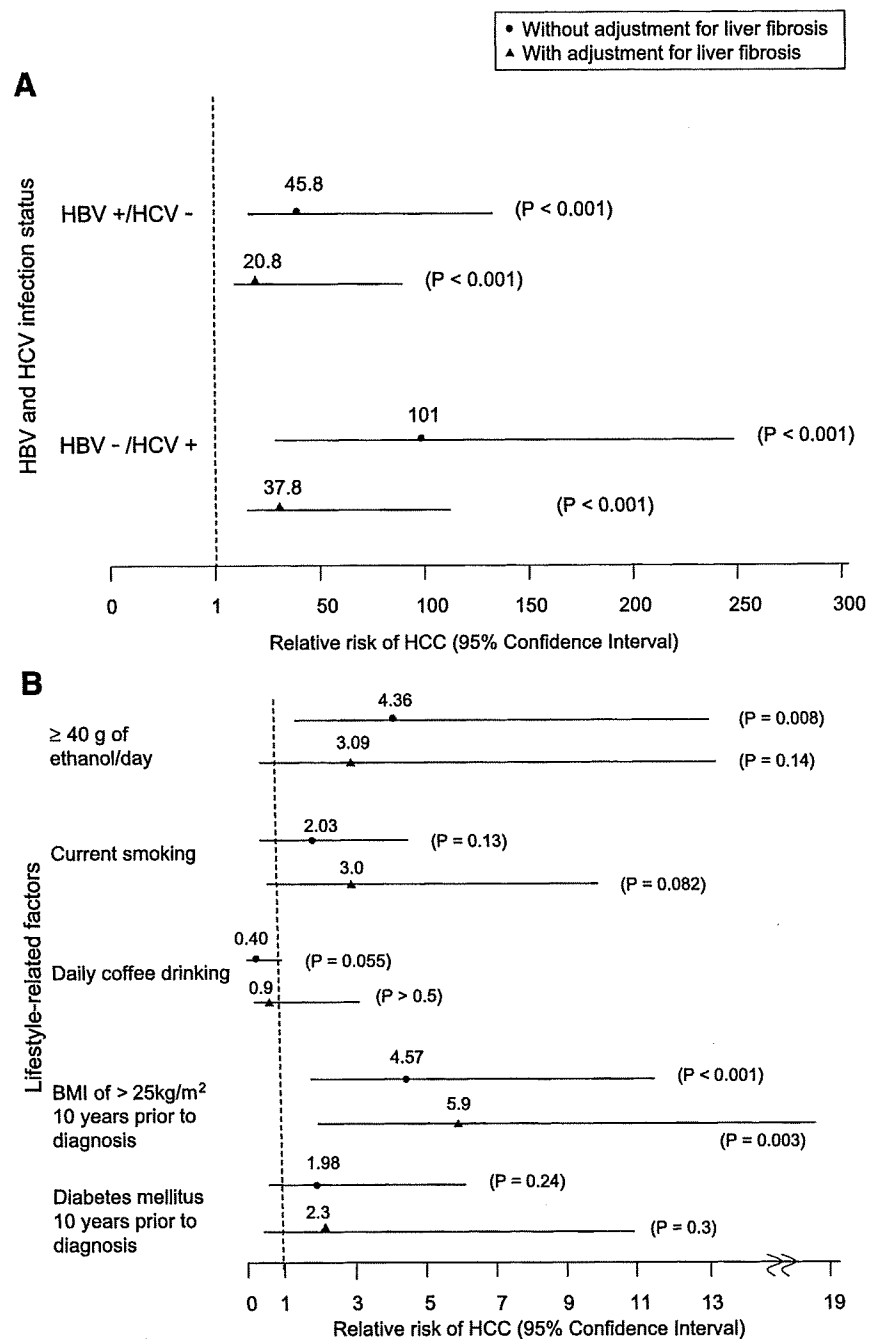 • Without adjustment for liver fibrosis
▲ With adjustment for liver fibrosis
A
HBV and HCV infection status
HBV +/HCV -
45.8
(P < 0.001)
20.8
(P < 0.001)
HBV - /HCV +
101
(P < 0.001)
37.8
(P < 0.001)
0 1 50 100 150 200 250 300
Relative risk of HCC (95% Confidence Interval)
B
Lifestyle-related factors
≥ 40 g of
ethanol/day
4.36
(P = 0.008)
3.09
(P = 0.14)
Current smoking
2.03
(P = 0.13)
3.0
(P = 0.082)
Daily coffee drinking
0.40
(P = 0.055)
0.9
(P > 0.5)
BMI of > 25kg/m²
10 years prior to
diagnosis
4.57
(P < 0.001)
5.9
(P = 0.003)
Diabetes mellitus
10 years prior to
diagnosis
1.98
(P = 0.24)
2.3
(P = 0.3)
0 1 3 5 7 9 11 13 19
Relative risk of HCC (95% Confidence Interval)